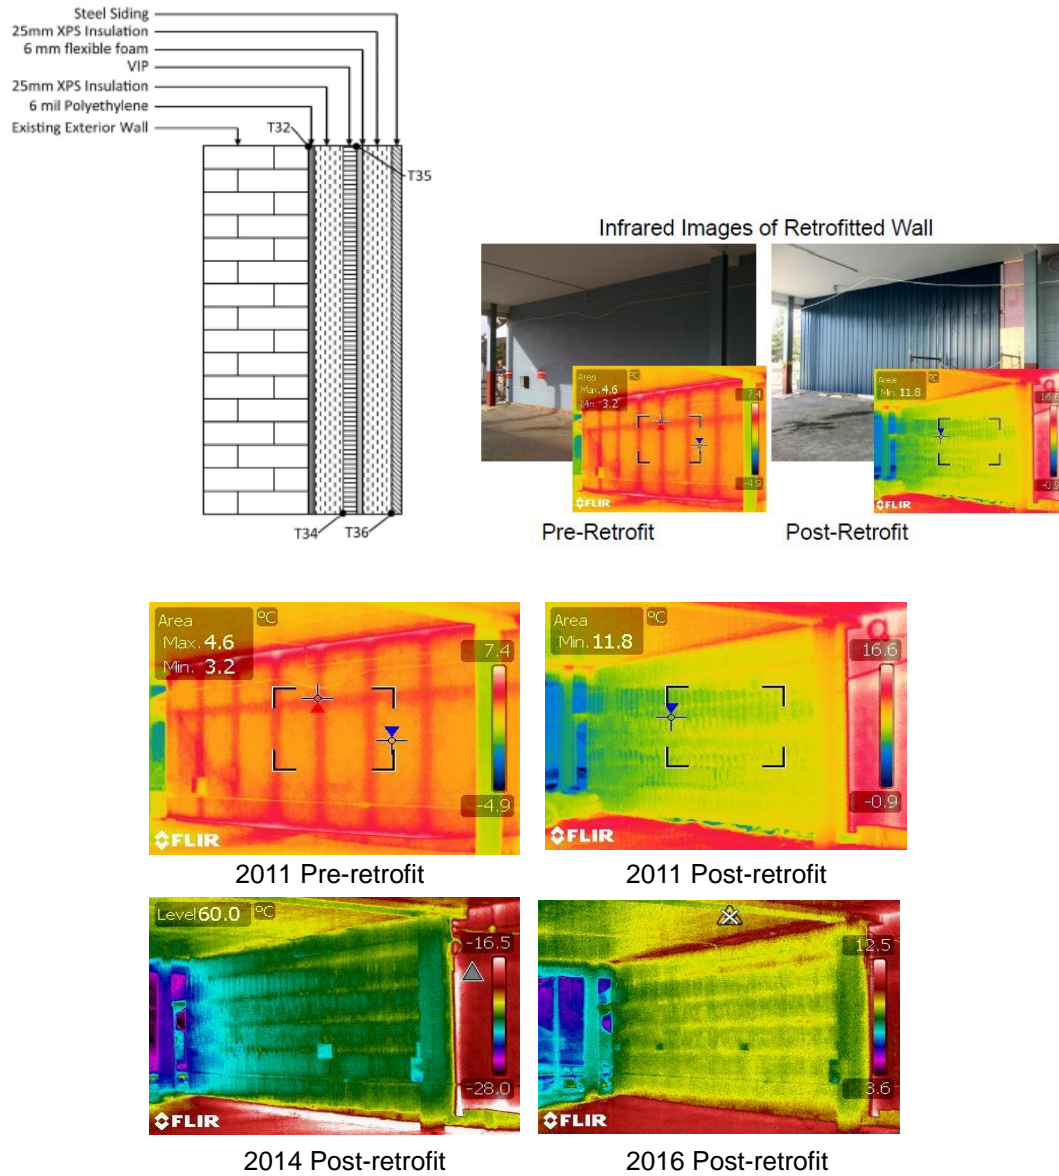 Steel Siding
25mm XPS Insulation
6 mm flexible foam
VIP
25mm XPS Insulation
6 mil Polyethylene
Existing Exterior Wall
T32
T35
T34
T36
Infrared Images of Retrofitted Wall
Area
Max. 4.6
Min. 3.2
°C
7.4
-4.9
FLIR
Area
Min. 11.8
°C
16.6
-0.9
FLIR
Pre-Retrofit
Post-Retrofit
Area
Max. 4.6
Min. 3.2
°C
7.4
-4.9
FLIR
2011 Pre-retrofit
Area
Min. 11.8
°C
16.6
-0.9
FLIR
2011 Post-retrofit
Level 60.0 °C
-16.5
-28.0
FLIR
2014 Post-retrofit
12.5
3.6
FLIR
2016 Post-retrofit